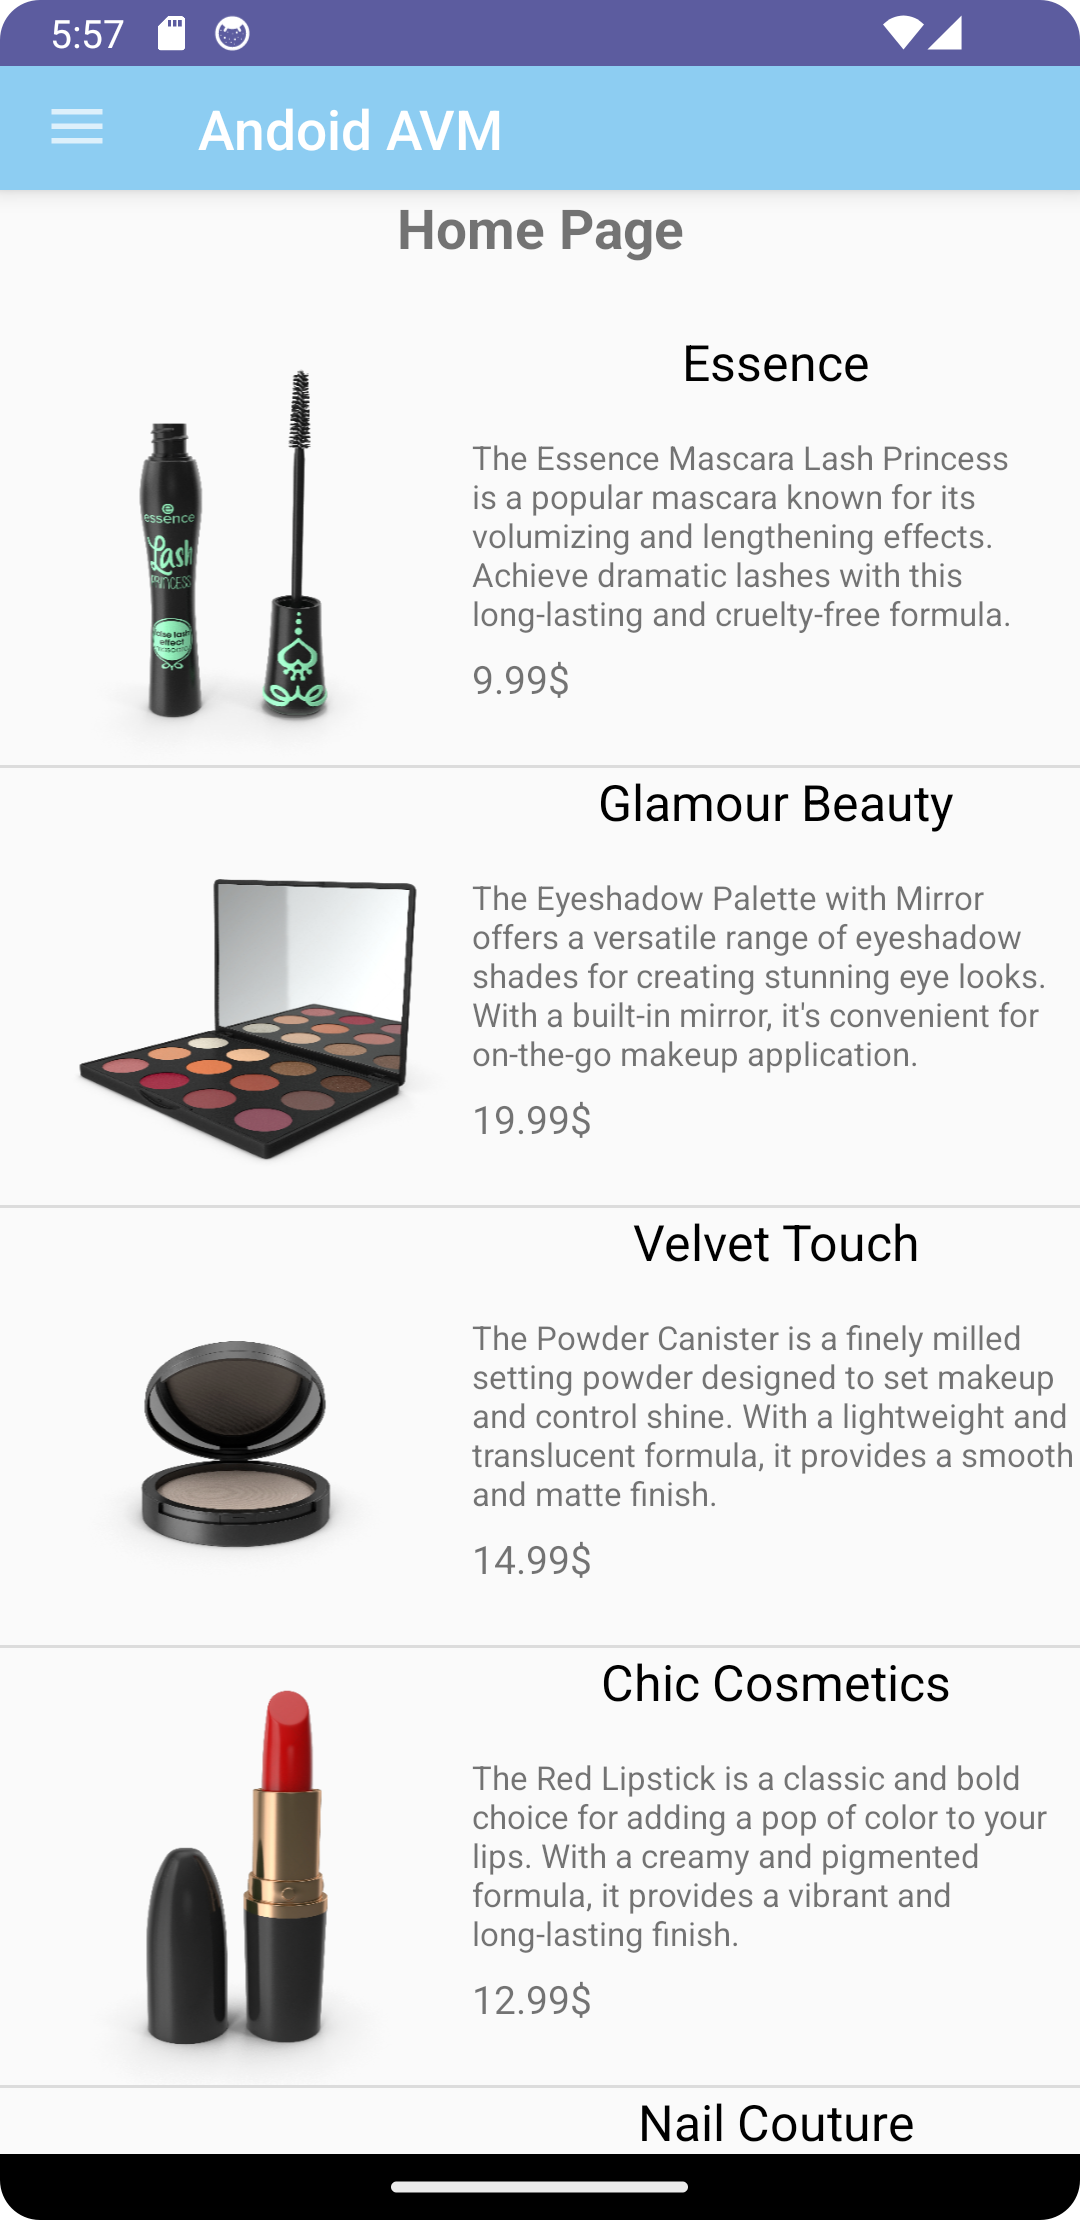 5:57
Andoid AVM
Home Page
Essence
The Essence Mascara Lash Princess
is a popular mascara known for its
volumizing and lengthening effects.
Achieve dramatic lashes with this
long-lasting and cruelty-free formula.
9.99$
essence
Lash
PRINCESS
false lash
effect
Glamour Beauty
The Eyeshadow Palette with Mirror
offers a versatile range of eyeshadow
shades for creating stunning eye looks.
With a built-in mirror, it's convenient for
on-the-go makeup application.
19.99$
Velvet Touch
The Powder Canister is a finely milled
setting powder designed to set makeup
and control shine. With a lightweight and
translucent formula, it provides a smooth
and matte finish.
14.99$
Chic Cosmetics
The Red Lipstick is a classic and bold
choice for adding a pop of color to your
lips. With a creamy and pigmented
formula, it provides a vibrant and
long-lasting finish.
12.99$
Nail Couture